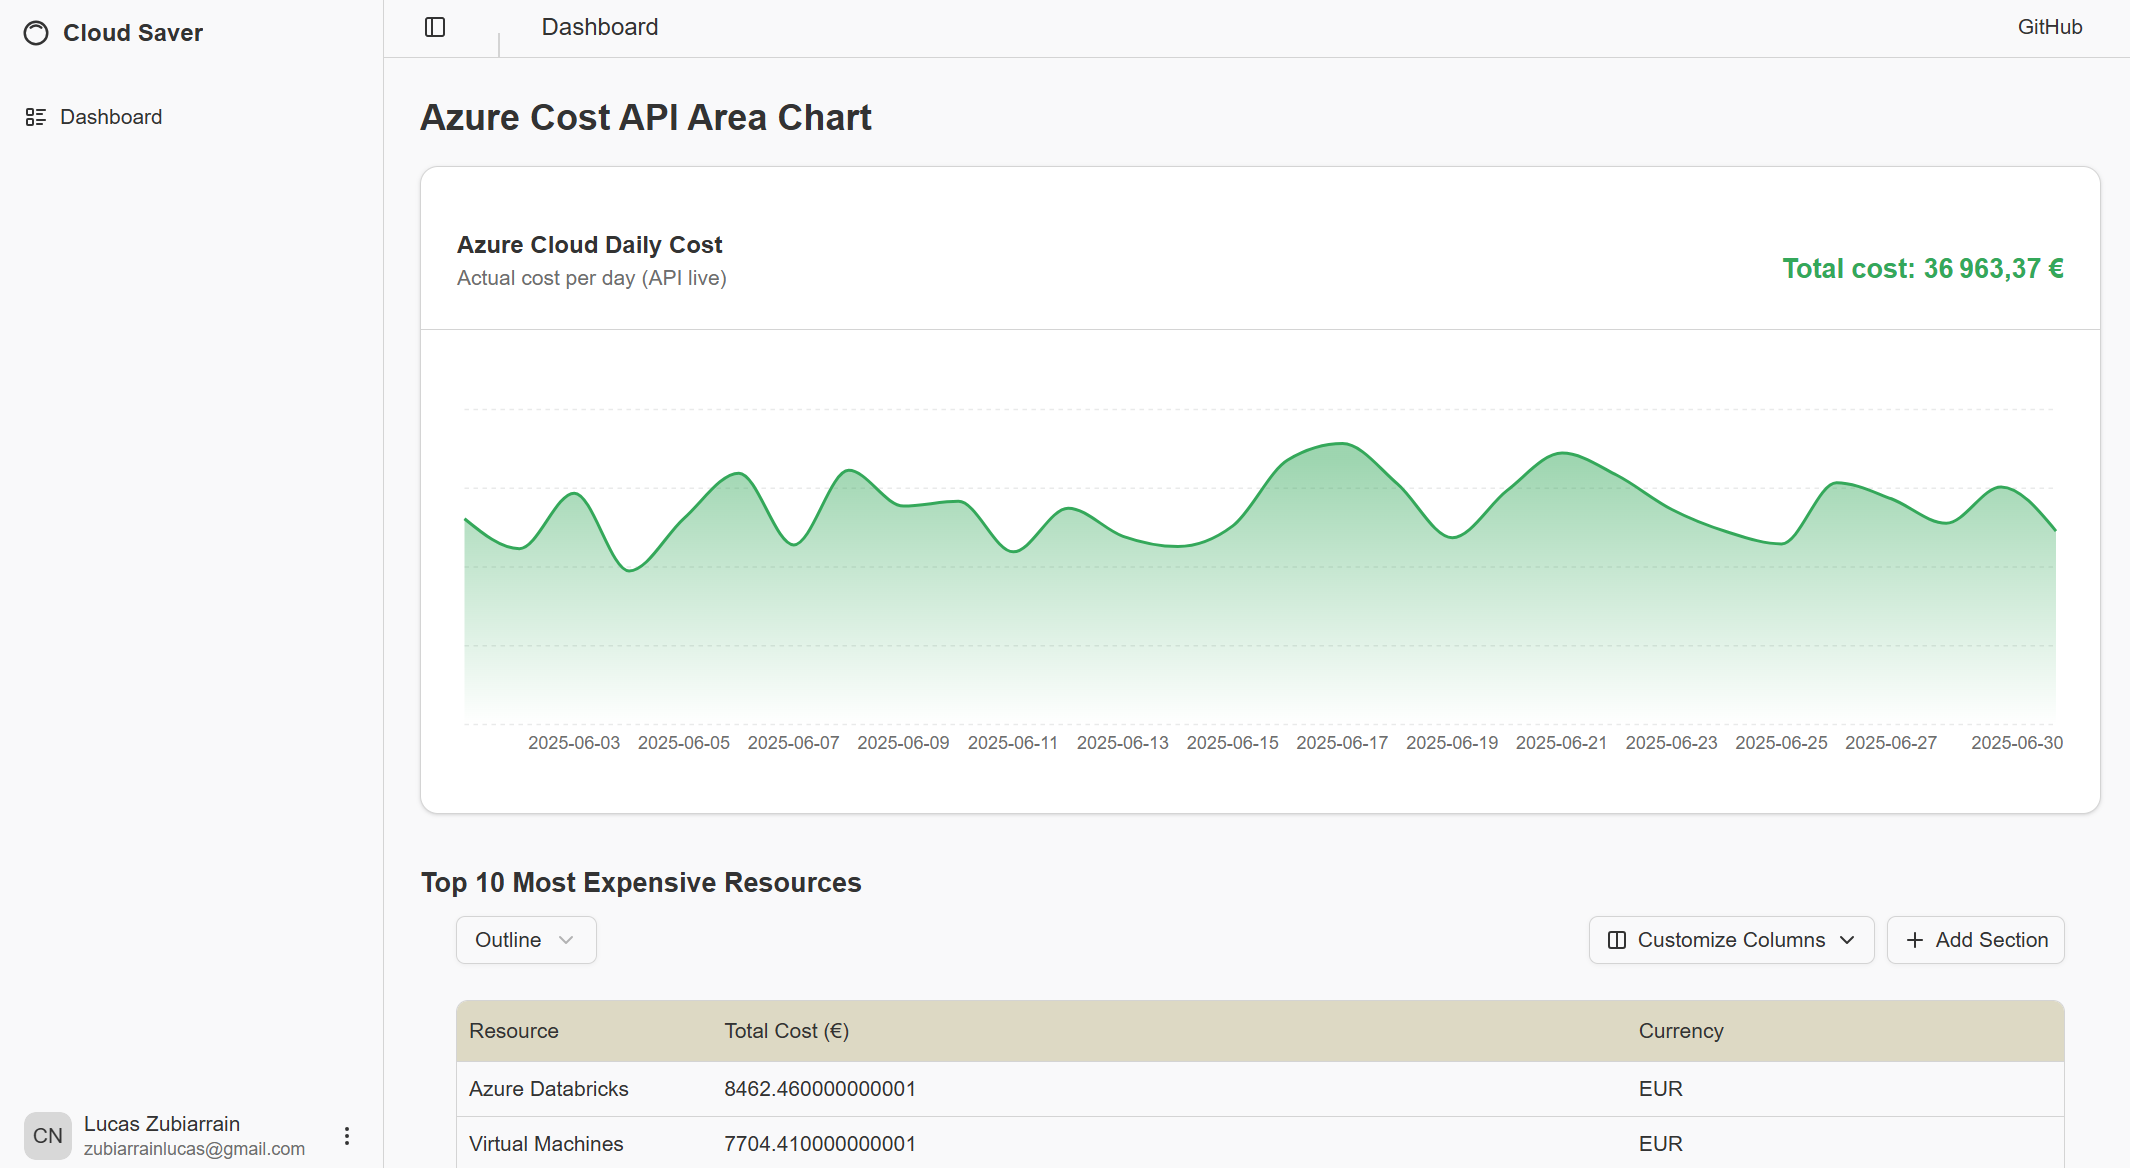 Cloud Saver
Dashboard
GitHub
Dashboard
Azure Cost API Area Chart
Azure Cloud Daily Cost
Actual cost per day (API live)
Total cost: 36 963,37 €
2025-06-03 2025-06-05 2025-06-07 2025-06-09 2025-06-11 2025-06-13 2025-06-15 2025-06-17 2025-06-19 2025-06-21 2025-06-23 2025-06-25 2025-06-27 2025-06-30
Top 10 Most Expensive Resources
Outline
Customize Columns
Add Section
Resource Total Cost (€) Currency
Azure Databricks 8462.460000000001 EUR
Virtual Machines 7704.410000000001 EUR
CN
Lucas Zubiarrain
zubiarrainlucas@gmail.com